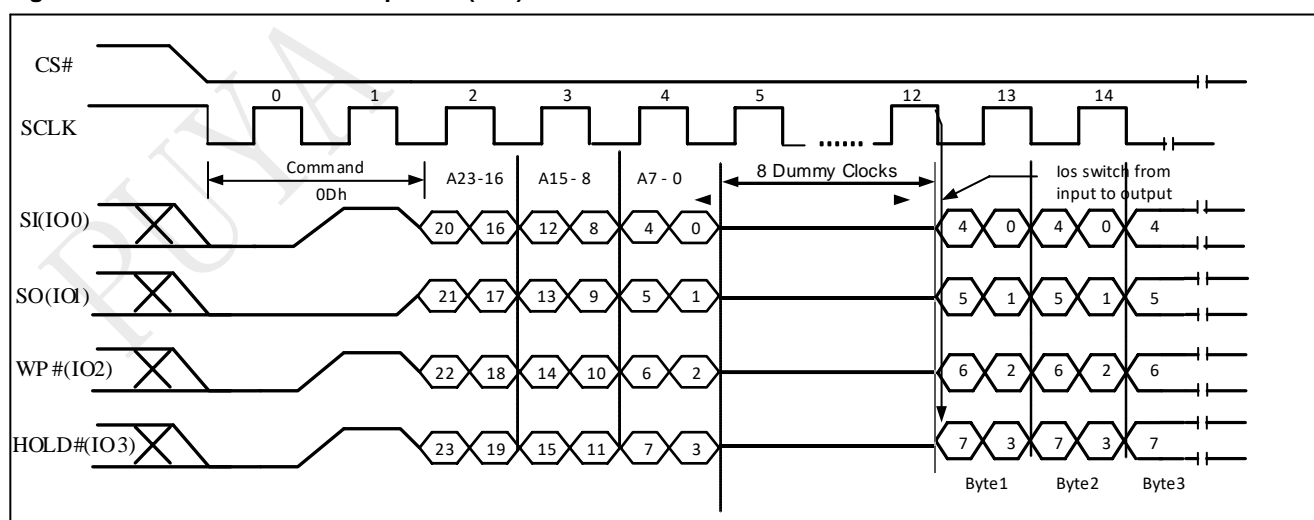 CS#
0 1 2 3 4 5 12 13 14
SCLK
Command
0Dh
A23-16 A15-8 A7-0
8 Dummy Clocks
Ios switch from
input to output
SI(IO0) 20 16 12 8 4 0 4 0 4 0 4
SO(IO1) 21 17 13 9 5 1 5 1 5 1 5
WP#(IO2) 22 18 14 10 6 2 6 2 6 2 6
HOLD#(IO3) 23 19 15 11 7 3 7 3 7 3 7
Byte1 Byte2 Byte3
PUYA